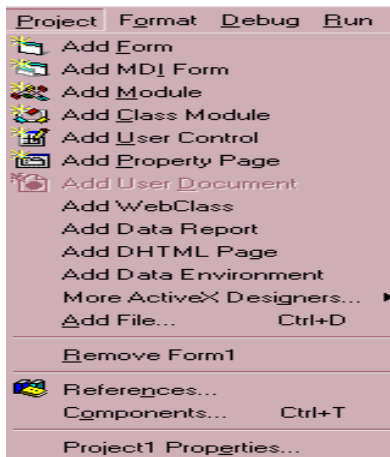 Project Format Debug Run
Add Form
Add MDI Form
Add Module
Add Class Module
Add User Control
Add Property Page
Add User Document
Add WebClass
Add Data Report
Add DHTML Page
Add Data Environment
More ActiveX Designers...
Add File... Ctrl+D
Remove Form1
References...
Components... Ctrl+T
Project1 Properties...